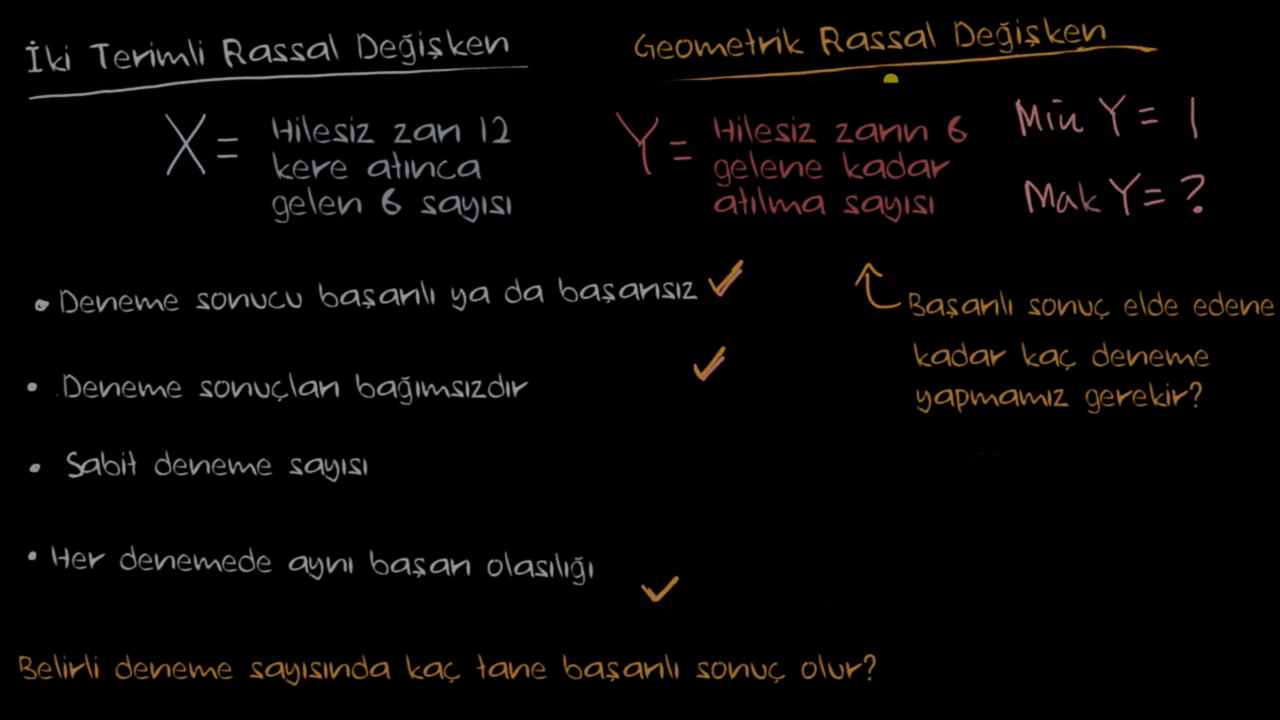 İki Terimli Rassal Değişken
X = Hilesiz zarı 12
kere atınca
gelen 6 sayısı
Geometrik Rassal Değişken
Y = Hilesiz zarın 6
gelene kadar
atılma sayısı
Min Y = 1
Mak Y = ?
• Deneme sonucu başarılı ya da başarısız ✓
• Deneme sonuçları bağımsızdır ✓
• Sabit deneme sayısı
• Her denemede aynı başarı olasılığı ✓
Başarılı sonuç elde edene
kadar kaç deneme
yapmamız gerekir?
Belirli deneme sayısında kaç tane başarılı sonuç olur?